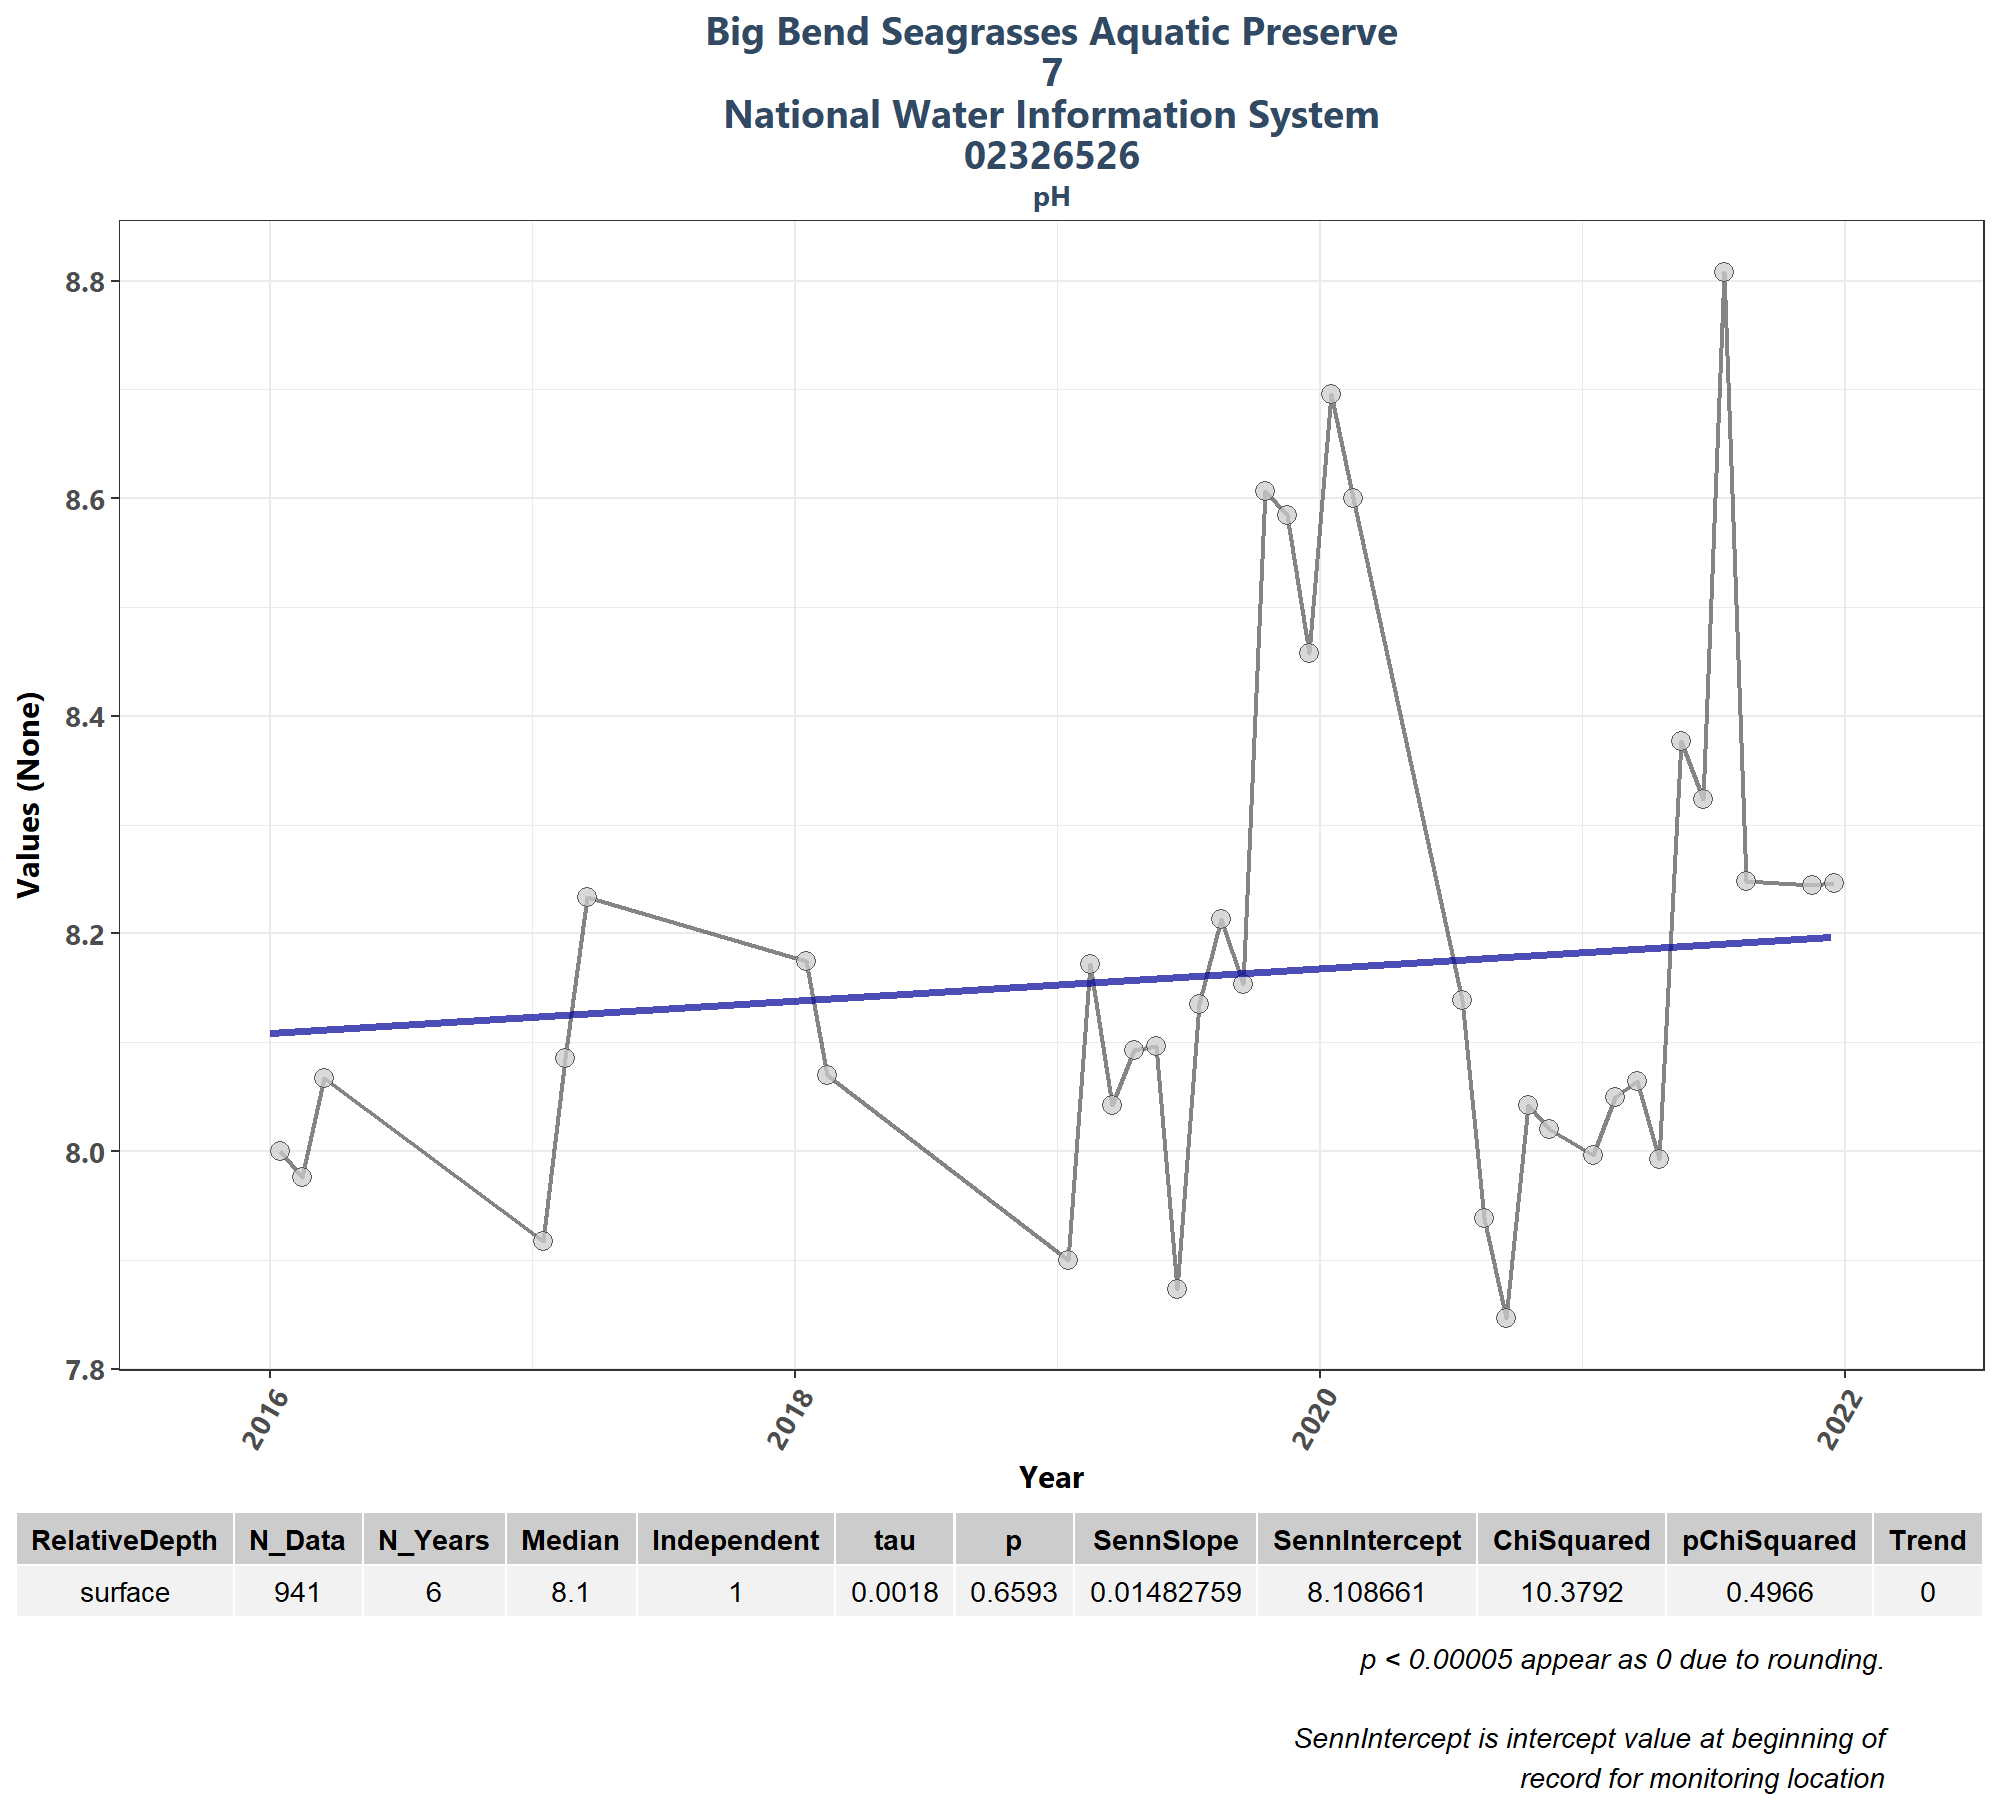 Big Bend Seagrasses Aquatic Preserve
7
National Water Information System
02326526
pH
8.8
8.6
8.4
8.2
8.0
7.8
Values (None)
2016 2018 2020 2022
Year
RelativeDepth N_Data N_Years Median Independent tau p SennSlope SennIntercept ChiSquared pChiSquared Trend
surface 941 6 8.1 1 0.0018 0.6593 0.01482759 8.108661 10.3792 0.4966 0
p < 0.00005 appear as 0 due to rounding.
SennIntercept is intercept value at beginning of
record for monitoring location